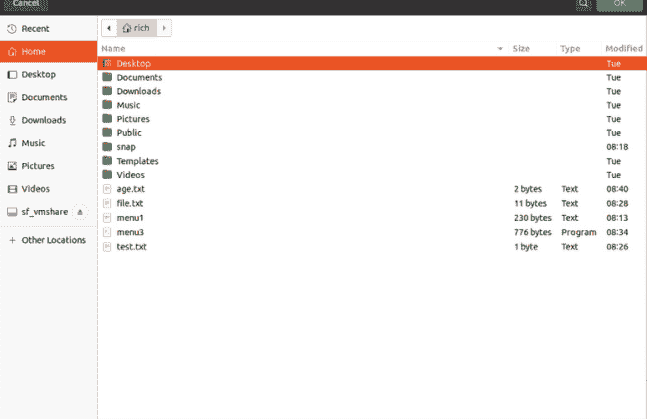 Cancel OK
Recent
Home
Desktop
Documents
Downloads
Music
Pictures
Videos
sf_vmshare
Other Locations
rich
Name Size Type Modified
Desktop Tue
Documents Tue
Downloads Tue
Music Tue
Pictures Tue
Public Tue
snap 08:18
Templates Tue
Videos Tue
age.txt 2 bytes Text 08:40
file.txt 11 bytes Text 08:28
menu1 230 bytes Text 08:13
menu3 776 bytes Program 08:34
test.txt 1 byte Text 08:26